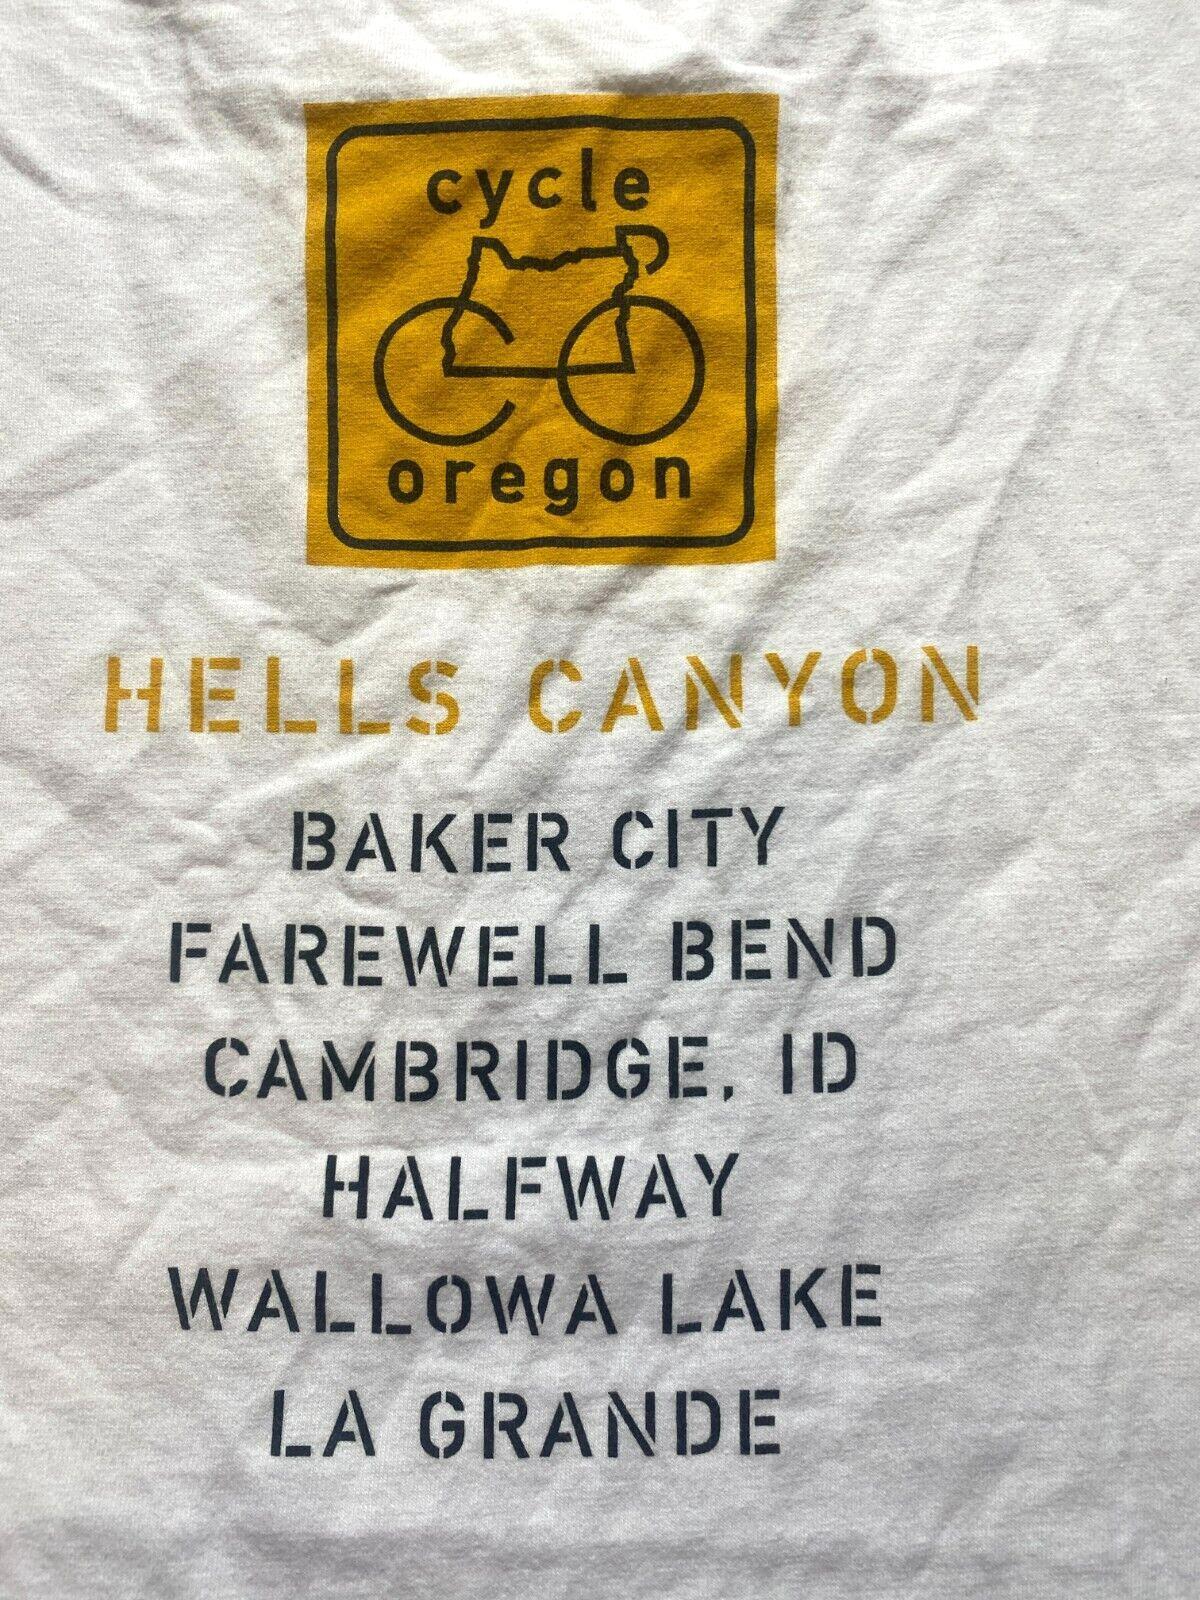 cycle
oregon
HELLS CANYON
BAKER CITY
FAREWELL BEND
CAMBRIDGE, ID
HALFWAY
WALLOWA LAKE
LA GRANDE